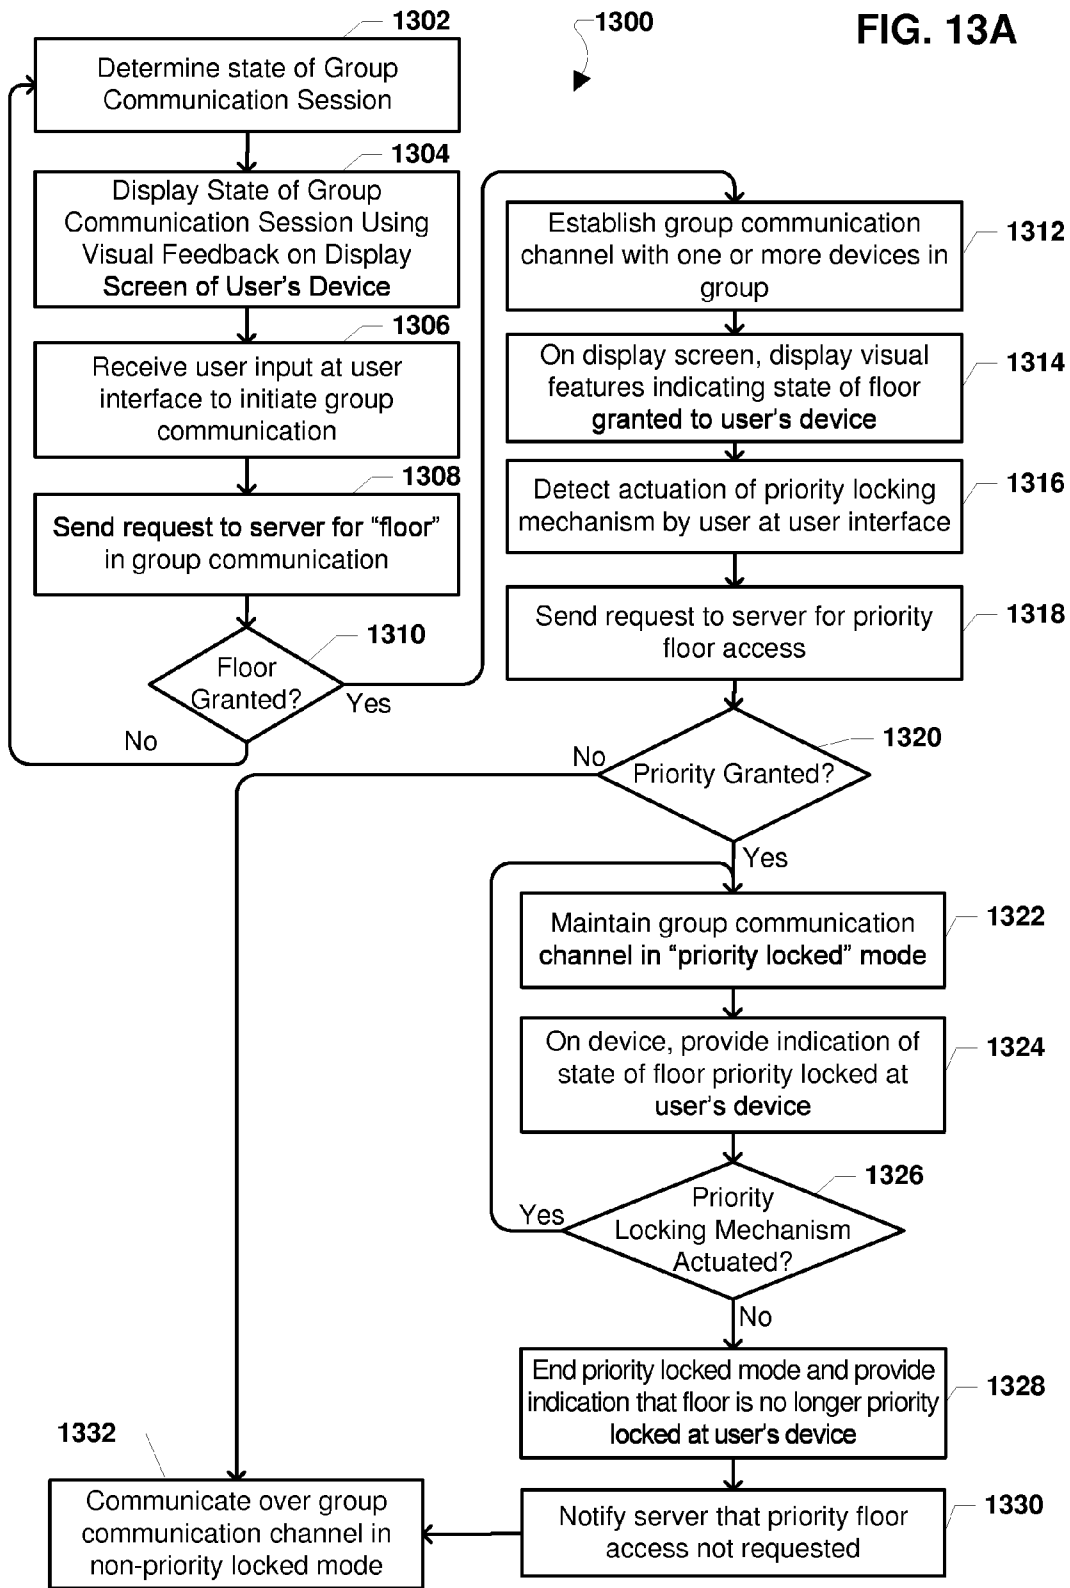 FIG. 13A
1300
1302
Determine state of Group
Communication Session
1304
Display State of Group
Communication Session Using
Visual Feedback on Display
Screen of User's Device
1306
Receive user input at user
interface to initiate group
communication
1308
Send request to server for “floor”
in group communication
1310
Floor
Granted?
Yes
No
1312
Establish group communication
channel with one or more devices in
group
1314
On display screen, display visual
features indicating state of floor
granted to user's device
1316
Detect actuation of priority locking
mechanism by user at user interface
1318
Send request to server for priority
floor access
1320
Priority Granted?
No
Yes
1322
Maintain group communication
channel in “priority locked” mode
1324
On device, provide indication of
state of floor priority locked at
user's device
1326
Priority
Locking Mechanism
Actuated?
Yes
No
1328
End priority locked mode and provide
indication that floor is no longer priority
locked at user's device
1330
Notify server that priority floor
access not requested
1332
Communicate over group
communication channel in
non-priority locked mode